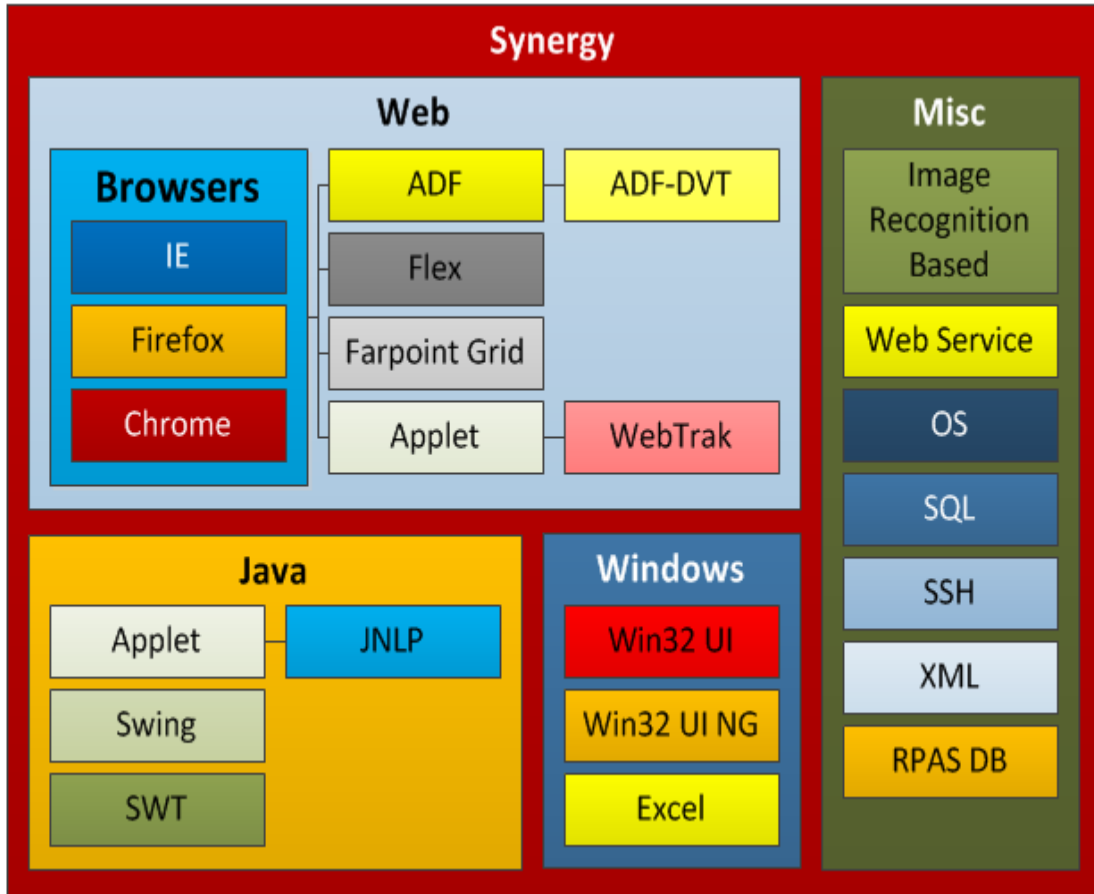 Synergy
Web
Browsers
IE
Firefox
Chrome
ADF
ADF-DVT
Flex
Farpoint Grid
Applet
WebTrak
Misc
Image
Recognition
Based
Web Service
OS
SQL
SSH
XML
RPAS DB
Java
Applet
JNLP
Swing
SWT
Windows
Win32 UI
Win32 UI NG
Excel